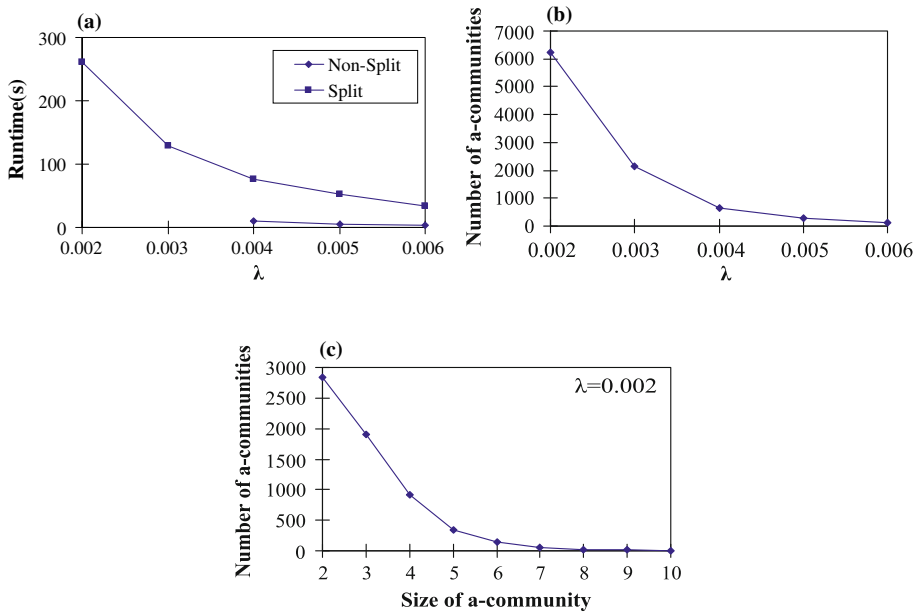 (a)
300
200
100
0
Runtime(s)
Non-Split
Split
0.002 0.003 0.004 0.005 0.006
λ
(b)
7000
6000
5000
4000
3000
2000
1000
0
Number of a-communities
0.002 0.003 0.004 0.005 0.006
λ
(c)
3000
2500
2000
1500
1000
500
0
Number of a-communities
λ=0.002
2 3 4 5 6 7 8 9 10
Size of a-community